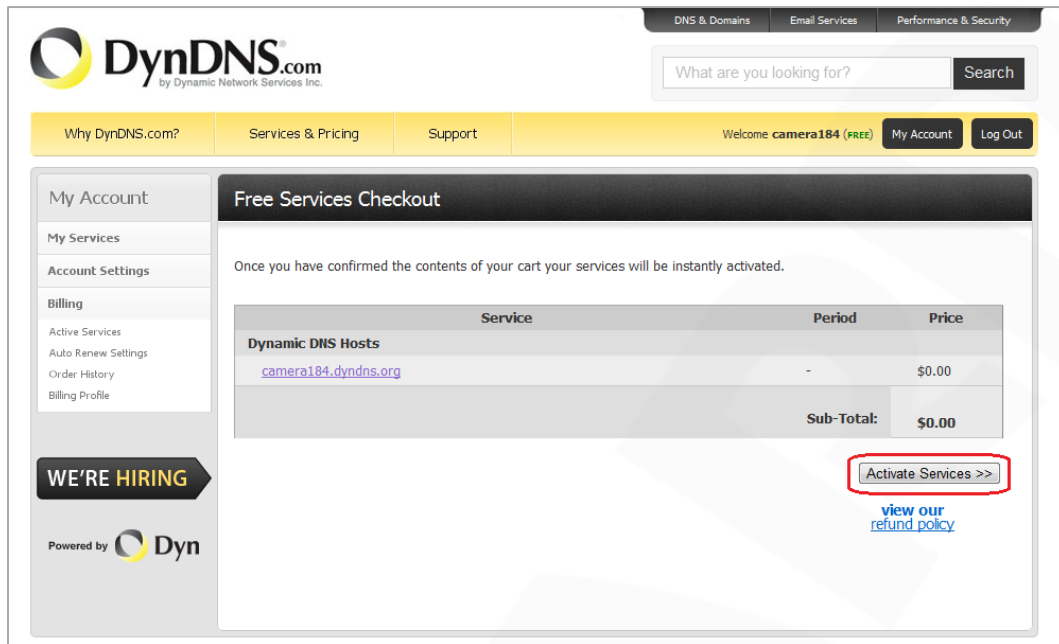 DNS & Domains Email Services Performance & Security
DynDNS.com
by Dynamic Network Services Inc.
What are you looking for? Search
Why DynDNS.com? Services & Pricing Support Welcome camera184 (FREE) My Account Log Out
My Account
My Services
Account Settings
Billing
Active Services
Auto Renew Settings
Order History
Billing Profile
WE'RE HIRING
Powered by Dyn
Free Services Checkout
Once you have confirmed the contents of your cart your services will be instantly activated.
Service Period Price
Dynamic DNS Hosts
camera184.dyndns.org - $0.00
Sub-Total: $0.00
Activate Services >>
view our
refund policy